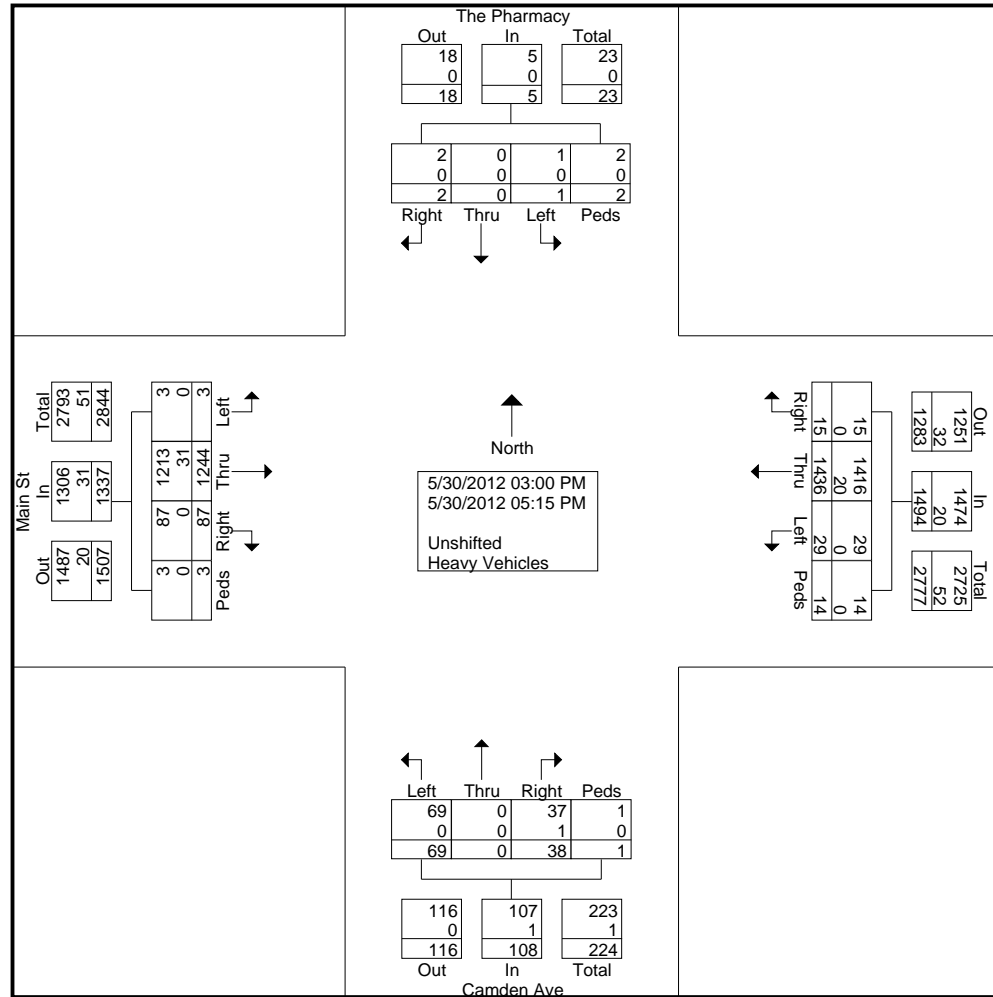 The Pharmacy
Out In Total
18 5 23
0 0 0
18 5 23
2 0 1 2
0 0 0 0
2 0 1 2
Right Thru Left Peds
Main St
Total
2793
51
2844
In
1306
31
1337
Out
1487
20
1507
3 0 3
Left
1213 31 1244
Thru
87 0 87
Right
3 0 3
Peds
North
5/30/2012 03:00 PM
5/30/2012 05:15 PM
Unshifted
Heavy Vehicles
Right
15 0 15
Thru
1416 20 1436
Left
29 0 29
Peds
14 0 14
Out
1251
32
1283
In
1474
20
1494
Total
2725
52
2777
Left Thru Right Peds
69 0 37 1
0 0 1 0
69 0 38 1
116 107 223
0 1 1
116 108 224
Out In Total
Camden Ave